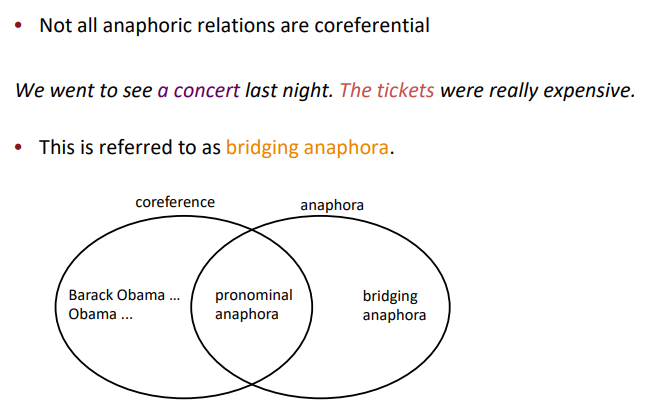 • Not all anaphoric relations are coreferential
We went to see a concert last night. The tickets were really expensive.
• This is referred to as bridging anaphora.
coreference
anaphora
Barack Obama ...
Obama ...
pronominal
anaphora
bridging
anaphora